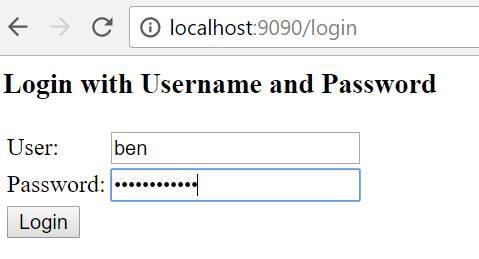 localhost:9090/login
Login with Username and Password
User: ben
Password: ••••••••••••
Login